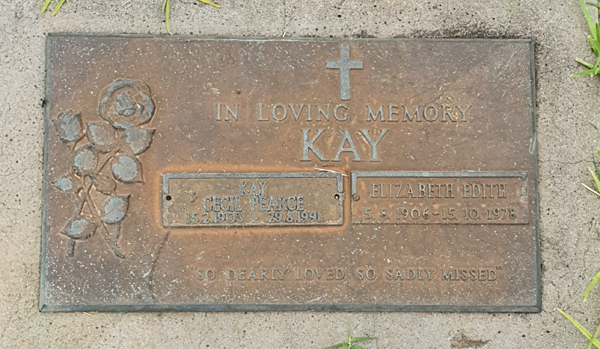 IN LOVING MEMORY
KAY
KAY
CECIL PEARCE
15.2.1903 29.8.1991
ELIZABETH EDITH
5.8.1906-15.10.1978
"SO DEARLY LOVED SO SADLY MISSED"